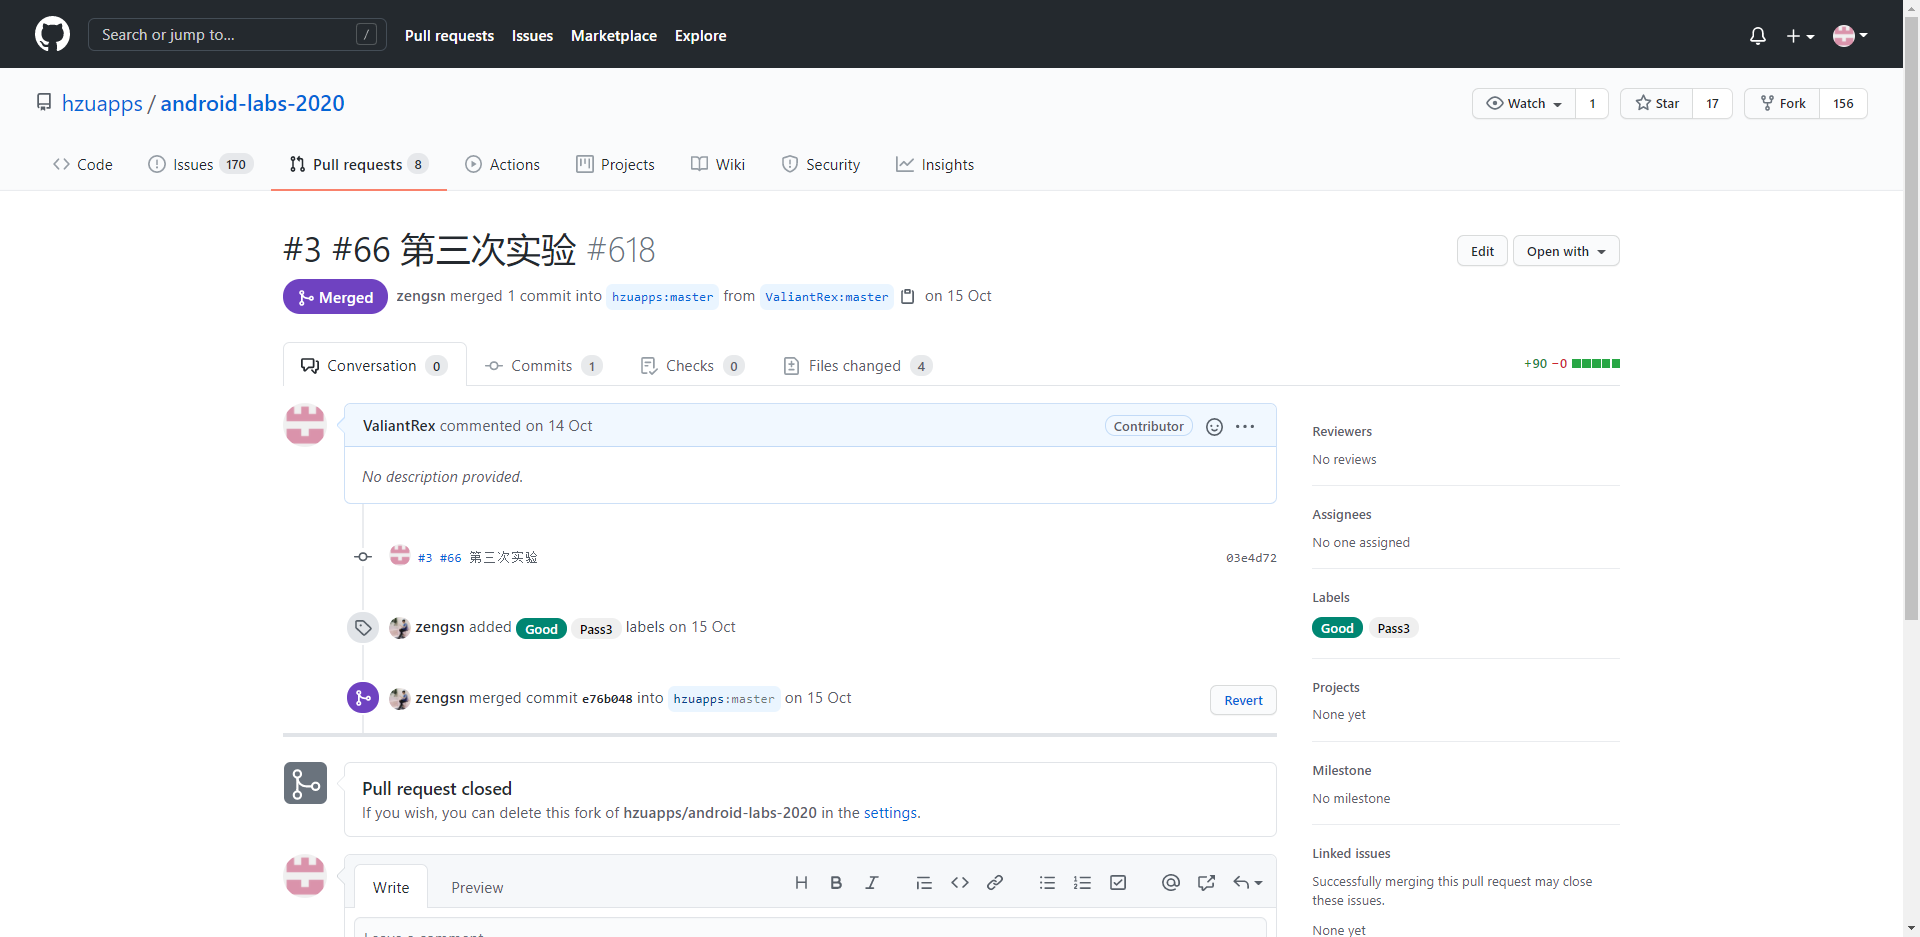 Search or jump to... / Pull requests Issues Marketplace Explore
hzuapps / android-labs-2020 Watch 1 Star 17 Fork 156
Code Issues 170 Pull requests 8 Actions Projects Wiki Security Insights
#3 #66 第三次实验 #618 Edit Open with
Merged zengsn merged 1 commit into hzuapps:master from ValiantRex:master on 15 Oct
Conversation 0 Commits 1 Checks 0 Files changed 4 +90 −0
ValiantRex commented on 14 Oct Contributor
No description provided.
#3 #66 第三次实验 03e4d72
zengsn added Good Pass3 labels on 15 Oct
zengsn merged commit e76b048 into hzuapps:master on 15 Oct Revert
Pull request closed
If you wish, you can delete this fork of hzuapps/android-labs-2020 in the settings.
Write Preview
Leave a comment
Reviewers
No reviews
Assignees
No one assigned
Labels
Good Pass3
Projects
None yet
Milestone
No milestone
Linked issues
Successfully merging this pull request may close
these issues.
None yet